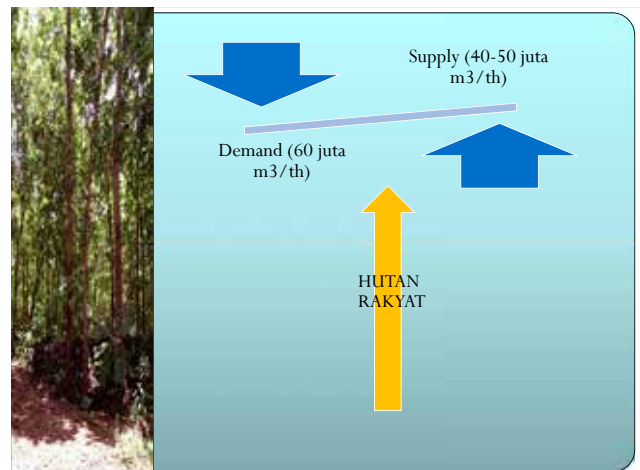 Supply (40-50 juta
m3/th)
Demand (60 juta
m3/th)
HUTAN
RAKYAT